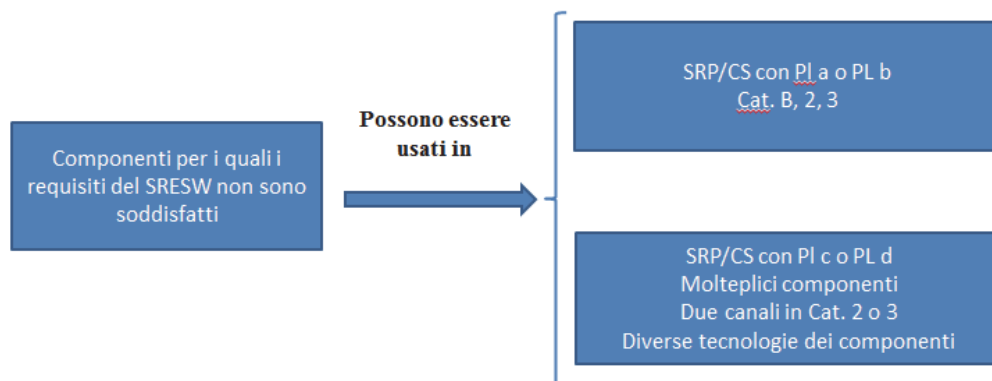 Componenti per i quali i
requisiti del SRESW non sono
soddisfatti
Possono essere
usati in
SRP/CS con Pl a o PL b
Cat. B, 2, 3
SRP/CS con Pl c o PL d
Molteplici componenti
Due canali in Cat. 2 o 3
Diverse tecnologie dei componenti